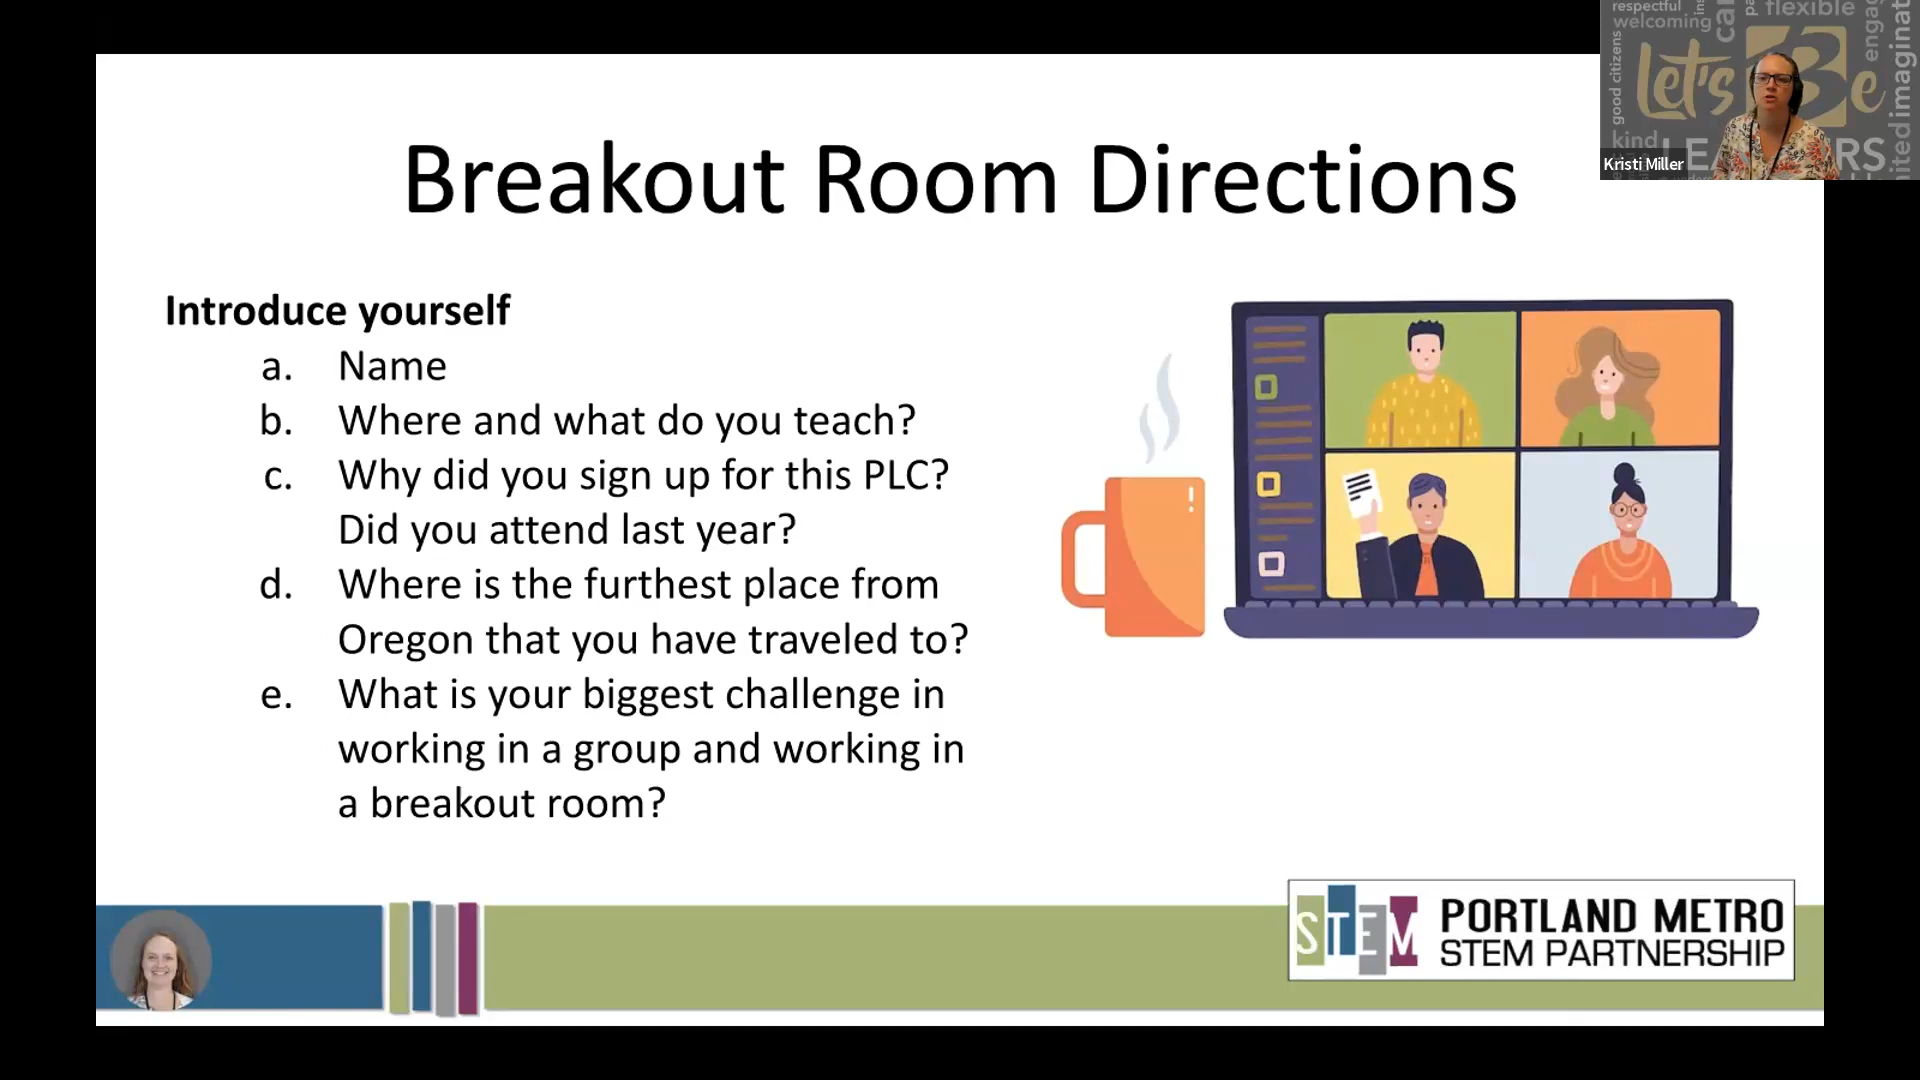 Breakout Room Directions
Introduce yourself
a. Name
b. Where and what do you teach?
c. Why did you sign up for this PLC?
Did you attend last year?
d. Where is the furthest place from
Oregon that you have traveled to?
e. What is your biggest challenge in
working in a group and working in
a breakout room?
STEM
PORTLAND METRO
STEM PARTNERSHIP
respectful
welcoming
flexible
good citizens
Let's Be
kind
Kristi Miller